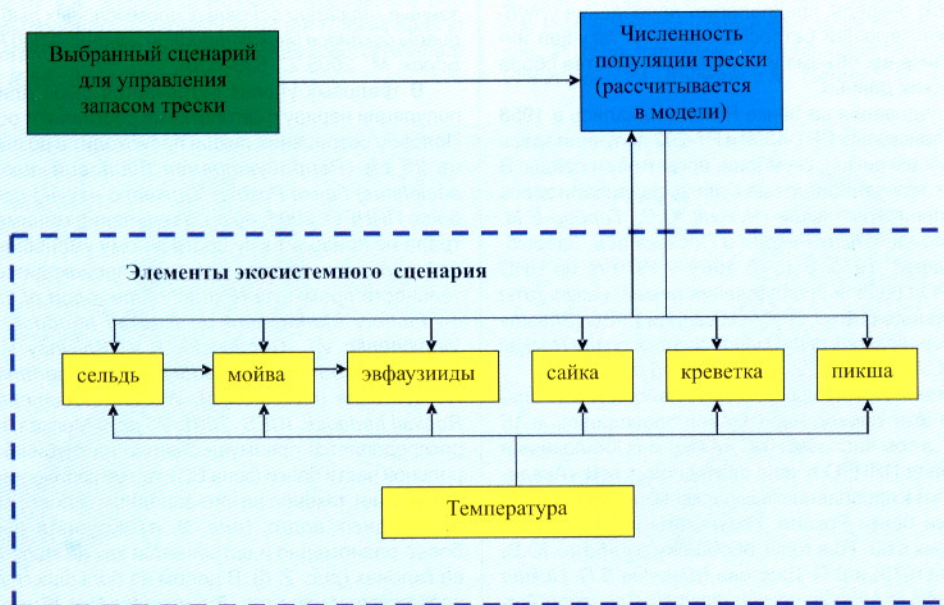 Выбранный сценарий
для управления
запасом трески
Численность
популяции трески
(рассчитывается
в модели)
Элементы экосистемного сценария
сельдь
мойва
эвфаузииды
сайка
креветка
пикша
Температура